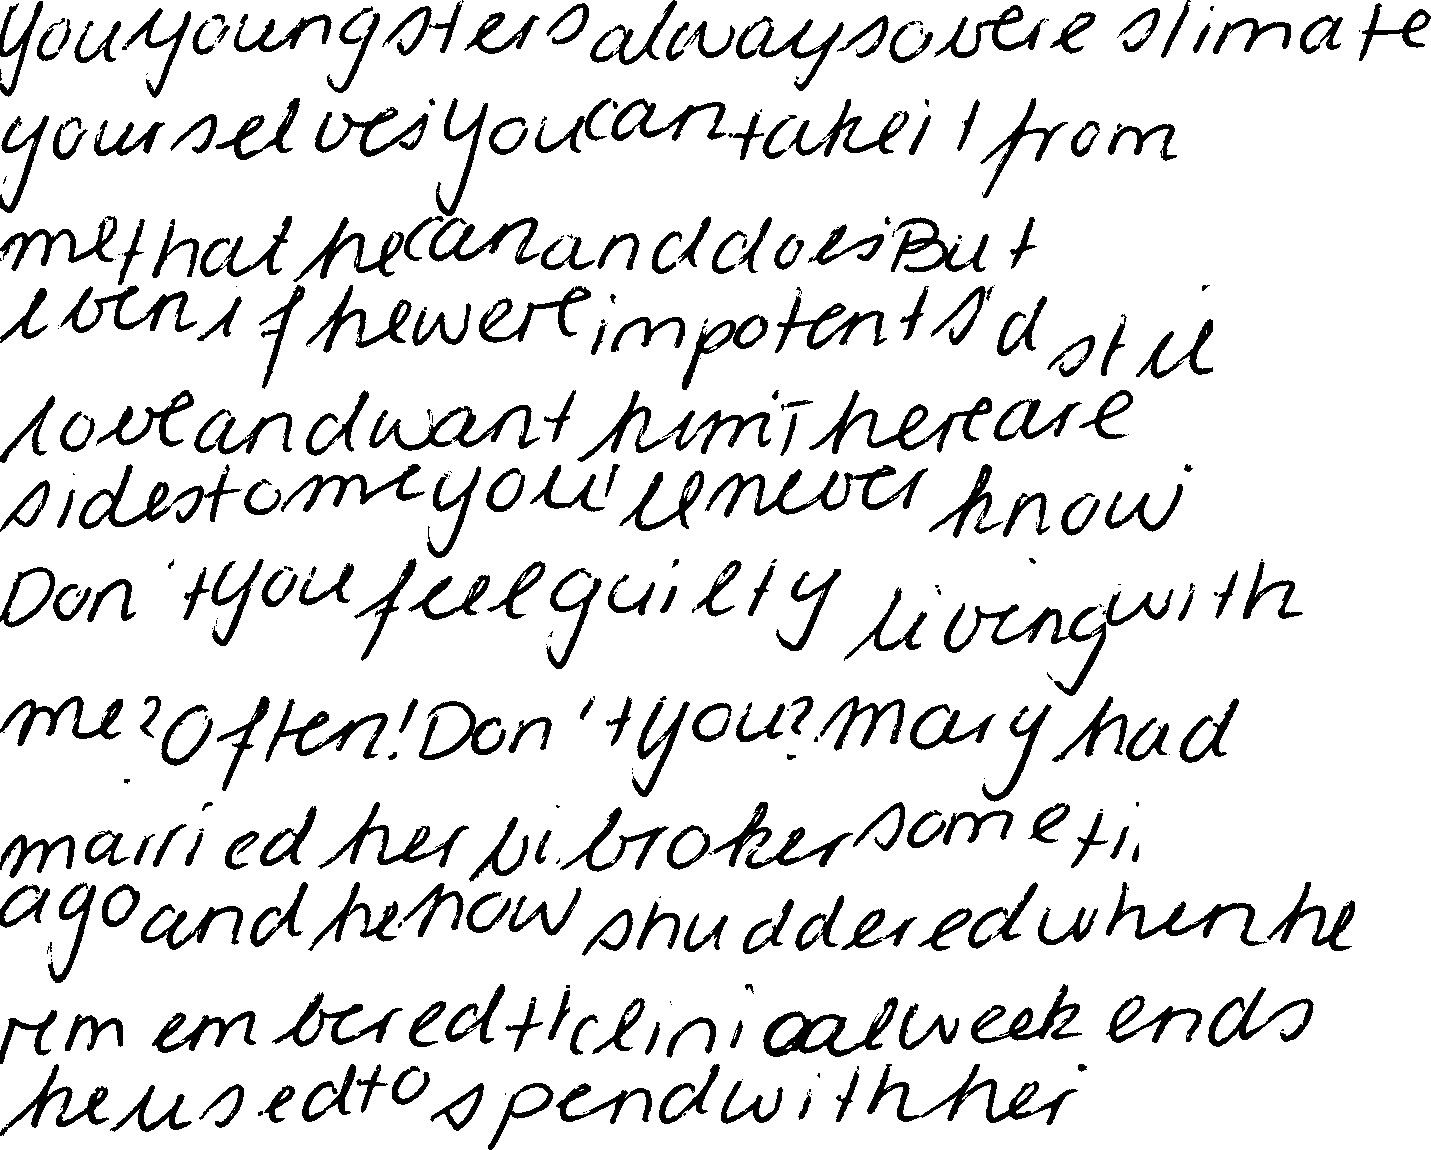 You youngsters always overestimate
yourselves. You can take it from
me that he can and does. But
even if he were impotent I'd still
love and want him. There are
sides to me you'll never know.
Don't you feel guilty living with
me? Often! Don't you? Mary had
married her bi. broker some ti.
ago and he now shuddered when he
remembered clinical weekends
he used to spend with her.